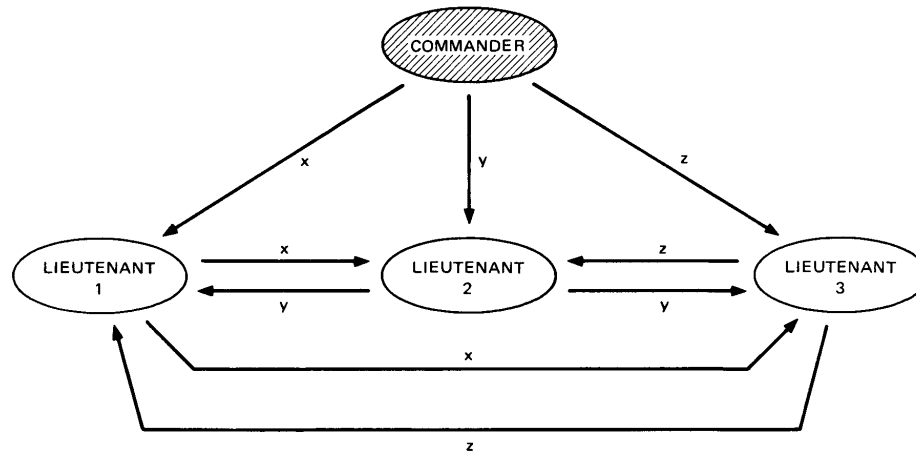 COMMANDER
x
y
z
LIEUTENANT
1
x
y
LIEUTENANT
2
z
y
LIEUTENANT
3
x
z